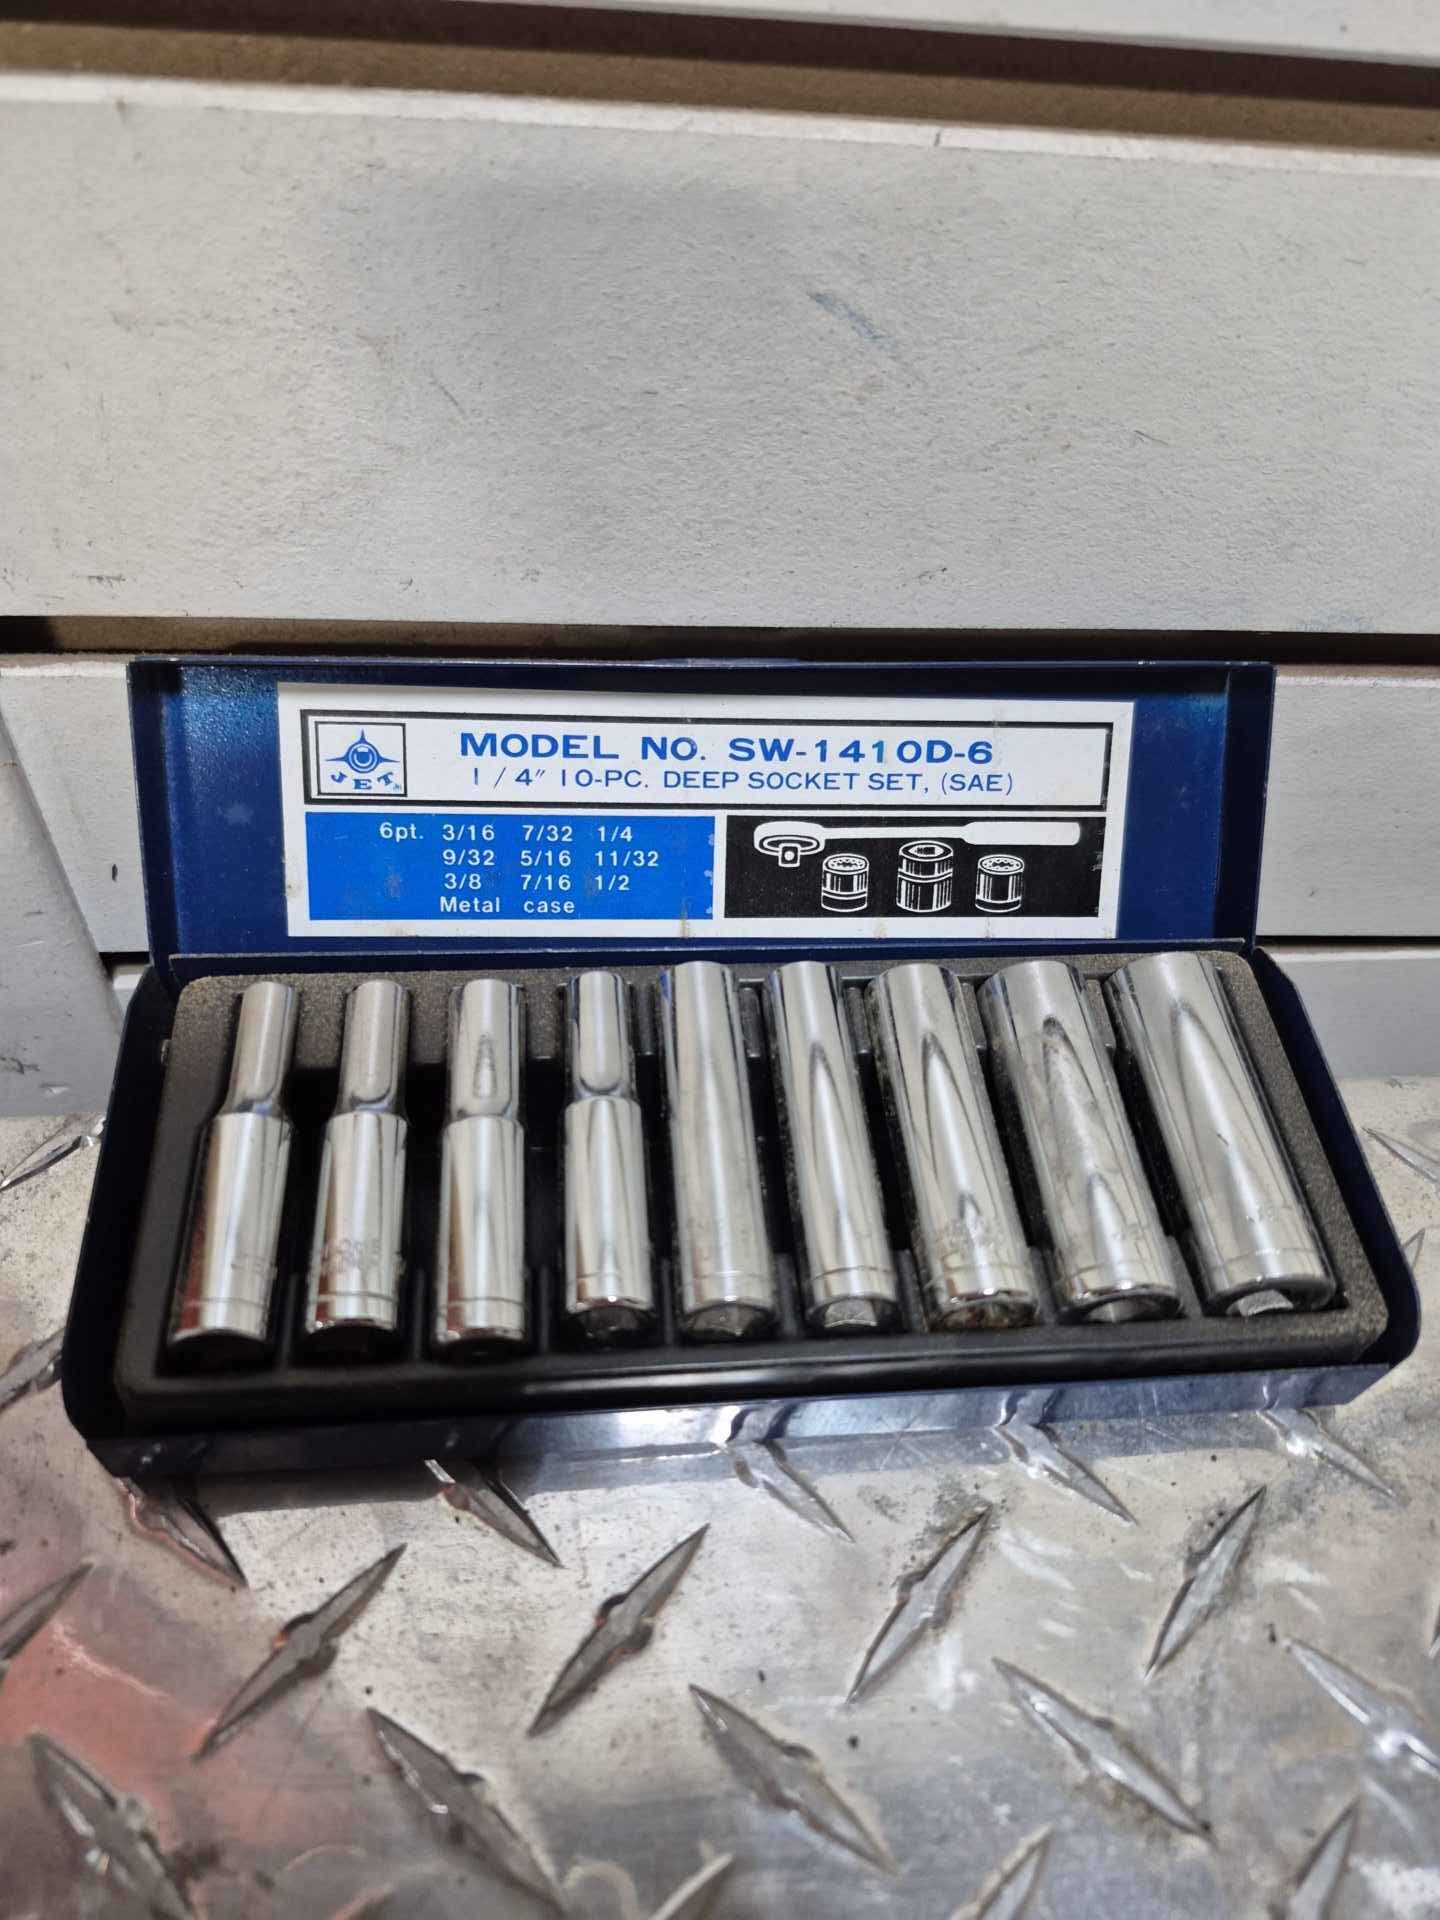 JET
MODEL NO. SW-1410D-6
1/4" 10-PC. DEEP SOCKET SET, (SAE)
6pt. 3/16 7/32 1/4
9/32 5/16 11/32
3/8 7/16 1/2
Metal case